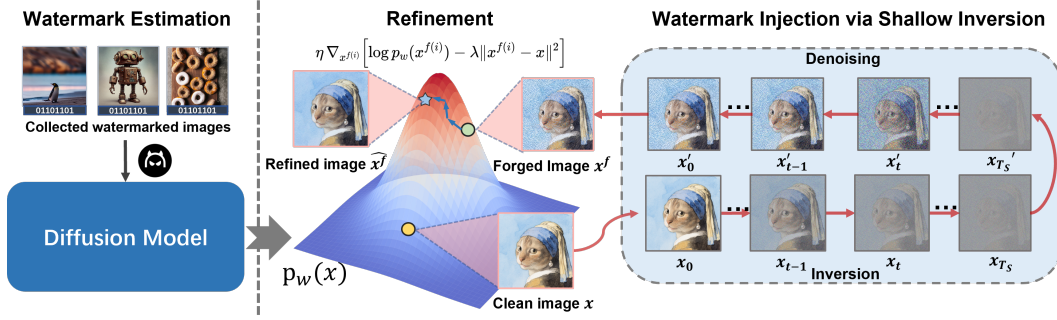 Watermark Estimation
01101101
01101101
01101101
Collected watermarked images
Diffusion Model
Refinement
η ∇_{x^{f(i)}} [log p_w(x^{f(i)}) − λ‖x^{f(i)} − x‖²]
Refined image \widehat{x^f}
Forged Image x^f
p_w(x)
Clean image x
Watermark Injection via Shallow Inversion
Denoising
x'_0
x'_{t-1}
x'_t
x_{T_S}'
x_0
x_{t-1}
x_t
x_{T_S}
Inversion